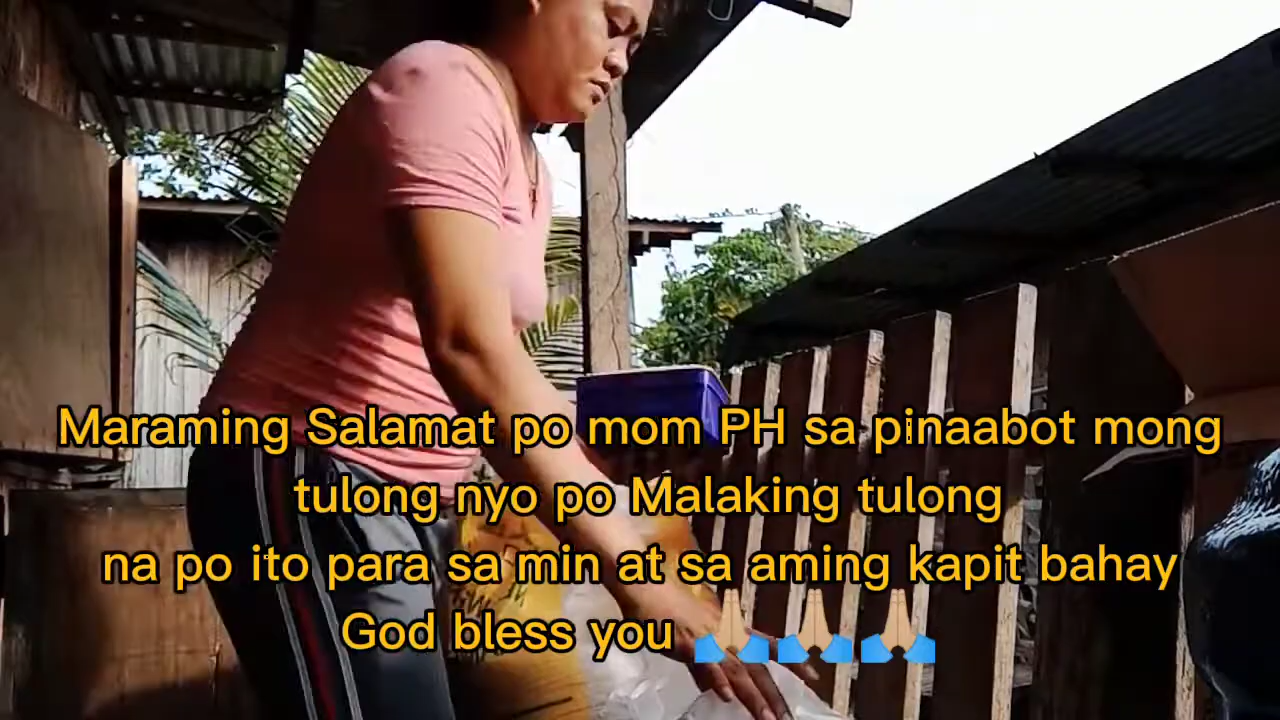 Maraming Salamat po mom PH sa pinaabot mong
tulong nyo po Malaking tulong
na po ito para sa min at sa aming kapit bahay
God bless you 🙏🏼🙏🏼🙏🏼